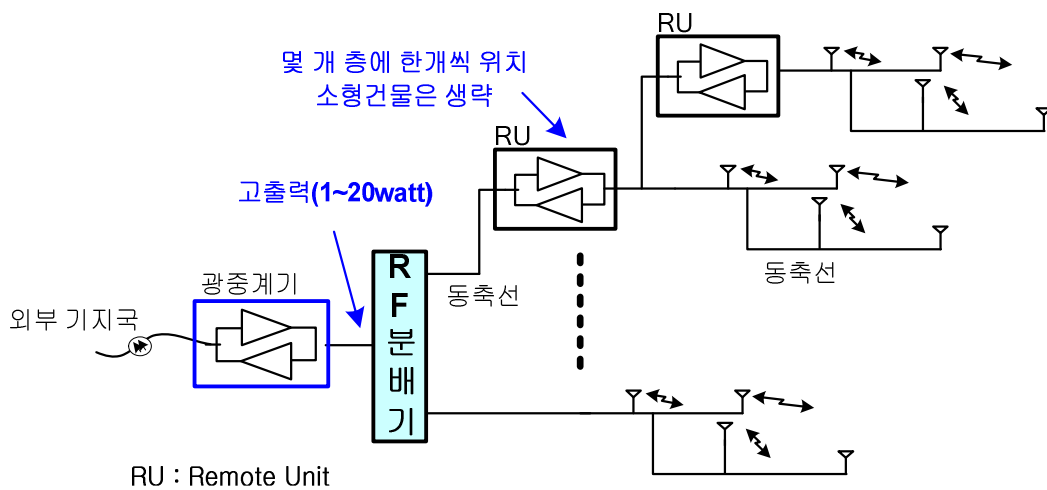 RU
몇 개 층에 한개씩 위치
소형건물은 생략
RU
고출력(1~20watt)
광중계기
외부 기지국
RF분배기
동축선
동축선
RU : Remote Unit